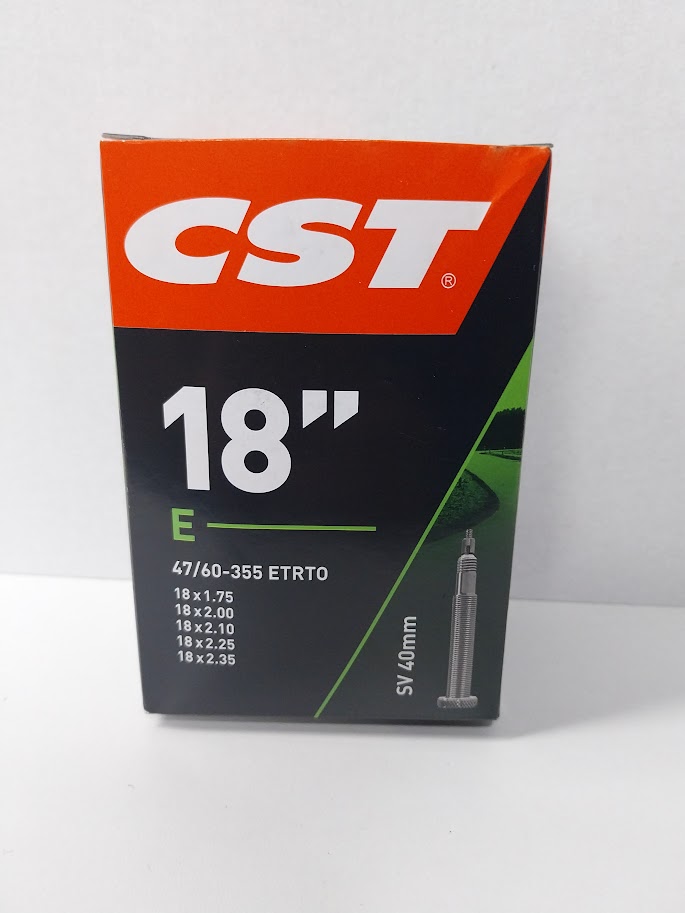 CST®
18"
E
47/60-355 ETRTO
18 x 1.75
18 x 2.00
18 x 2.10
18 x 2.25
18 x 2.35
SV 40mm